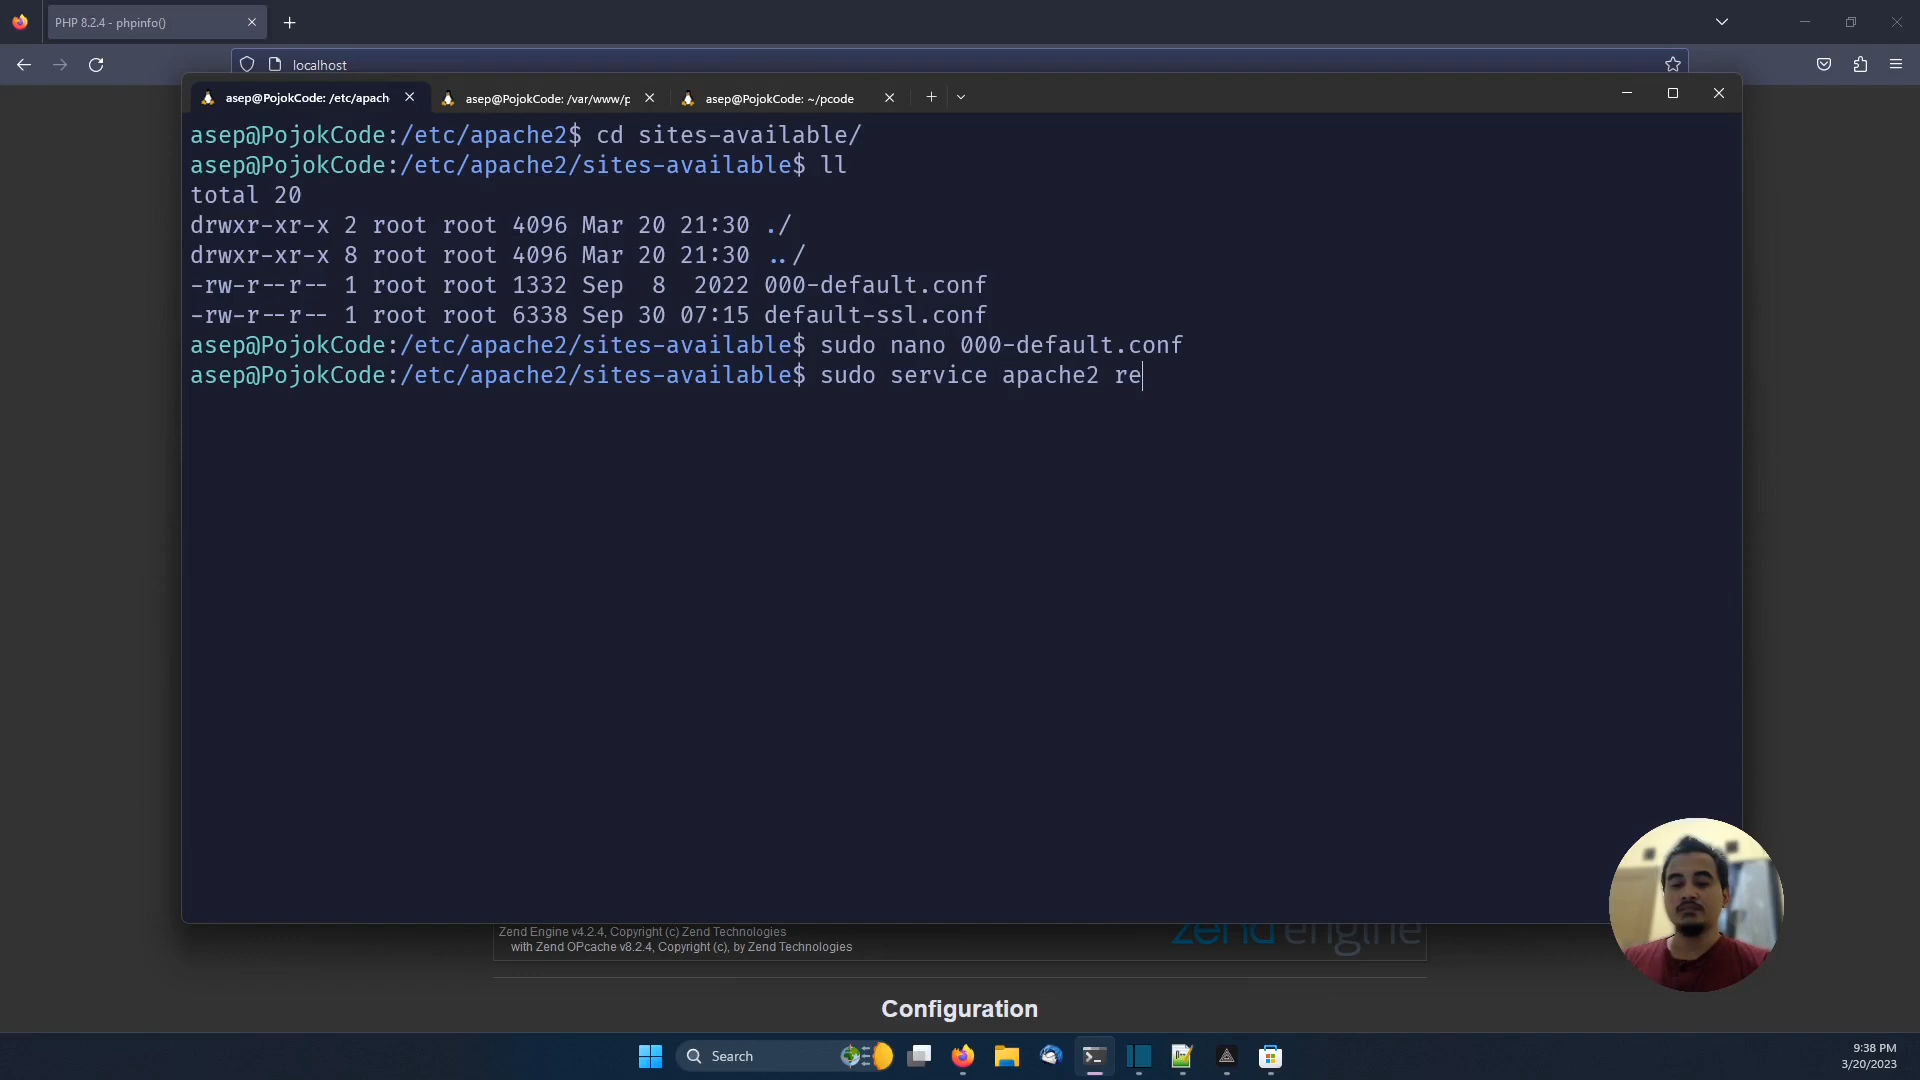 PHP 8.2.4 - phpinfo()
localhost
asep@PojokCode: /etc/apach
asep@PojokCode: /var/www/p
asep@PojokCode: ~/pcode
asep@PojokCode:/etc/apache2$ cd sites-available/
asep@PojokCode:/etc/apache2/sites-available$ ll
total 20
drwxr-xr-x 2 root root 4096 Mar 20 21:30 ./
drwxr-xr-x 8 root root 4096 Mar 20 21:30 ../
-rw-r--r-- 1 root root 1332 Sep  8  2022 000-default.conf
-rw-r--r-- 1 root root 6338 Sep 30 07:15 default-ssl.conf
asep@PojokCode:/etc/apache2/sites-available$ sudo nano 000-default.conf
asep@PojokCode:/etc/apache2/sites-available$ sudo service apache2 re
Zend Engine v4.2.4, Copyright (c) Zend Technologies
with Zend OPcache v8.2.4, Copyright (c), by Zend Technologies
zend engine
Configuration
Search
9:38 PM
3/20/2023